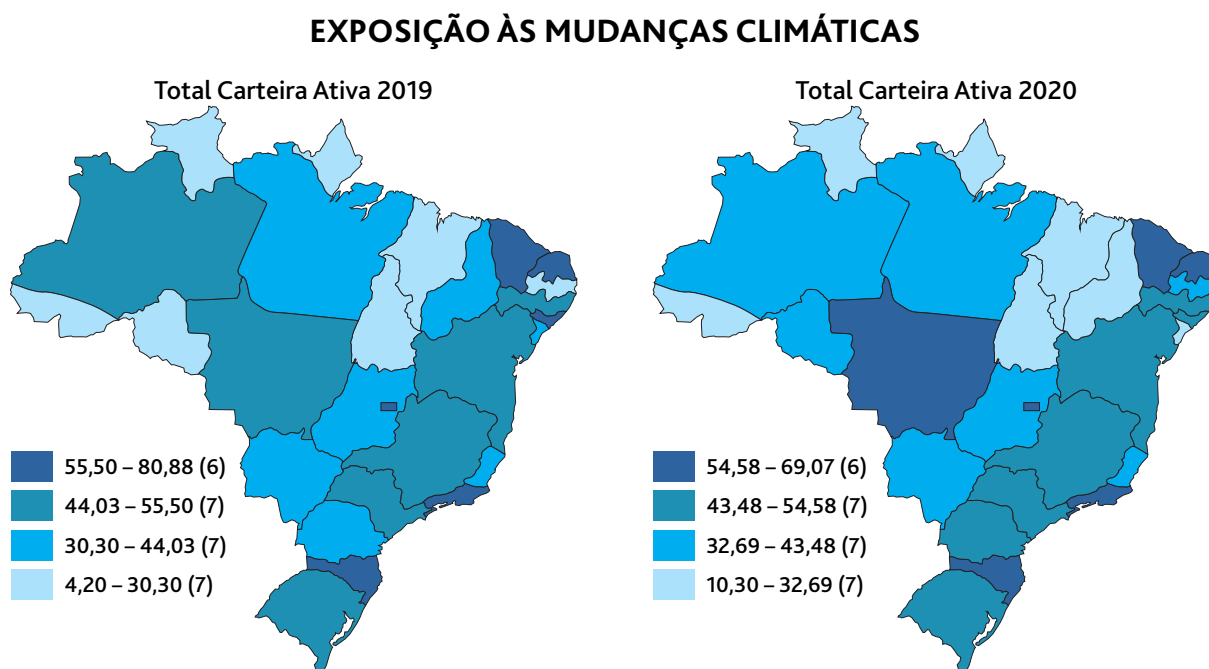 EXPOSIÇÃO ÀS MUDANÇAS CLIMÁTICAS
Total Carteira Ativa 2019
55,50 – 80,88 (6)
44,03 – 55,50 (7)
30,30 – 44,03 (7)
4,20 – 30,30 (7)
Total Carteira Ativa 2020
54,58 – 69,07 (6)
43,48 – 54,58 (7)
32,69 – 43,48 (7)
10,30 – 32,69 (7)